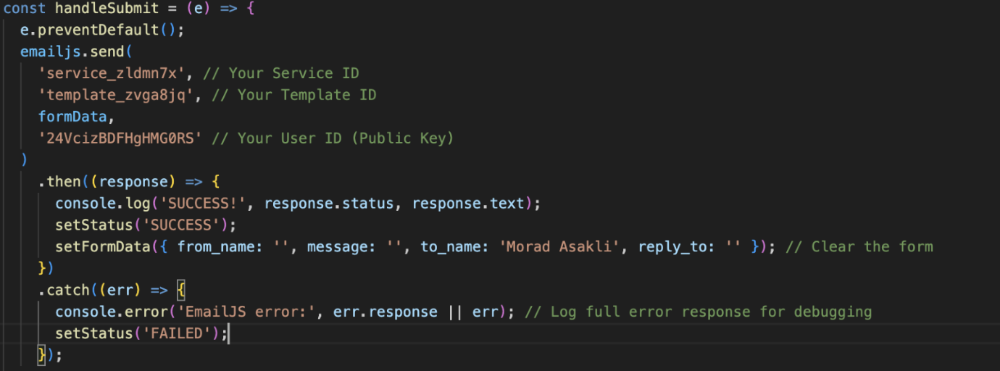 const handleSubmit = (e) => {
e.preventDefault();
emailjs.send(
'service_zldmn7x', // Your Service ID
'template_zvga8jq', // Your Template ID
formData,
'24VcizBDFHgHMG0RS' // Your User ID (Public Key)
)
.then((response) => {
console.log('SUCCESS!', response.status, response.text);
setStatus('SUCCESS');
setFormData({ from_name: '', message: '', to_name: 'Morad Asakli', reply_to: '' }); // Clear the form
})
.catch((err) => {
console.error('EmailJS error:', err.response || err); // Log full error response for debugging
setStatus('FAILED');
});